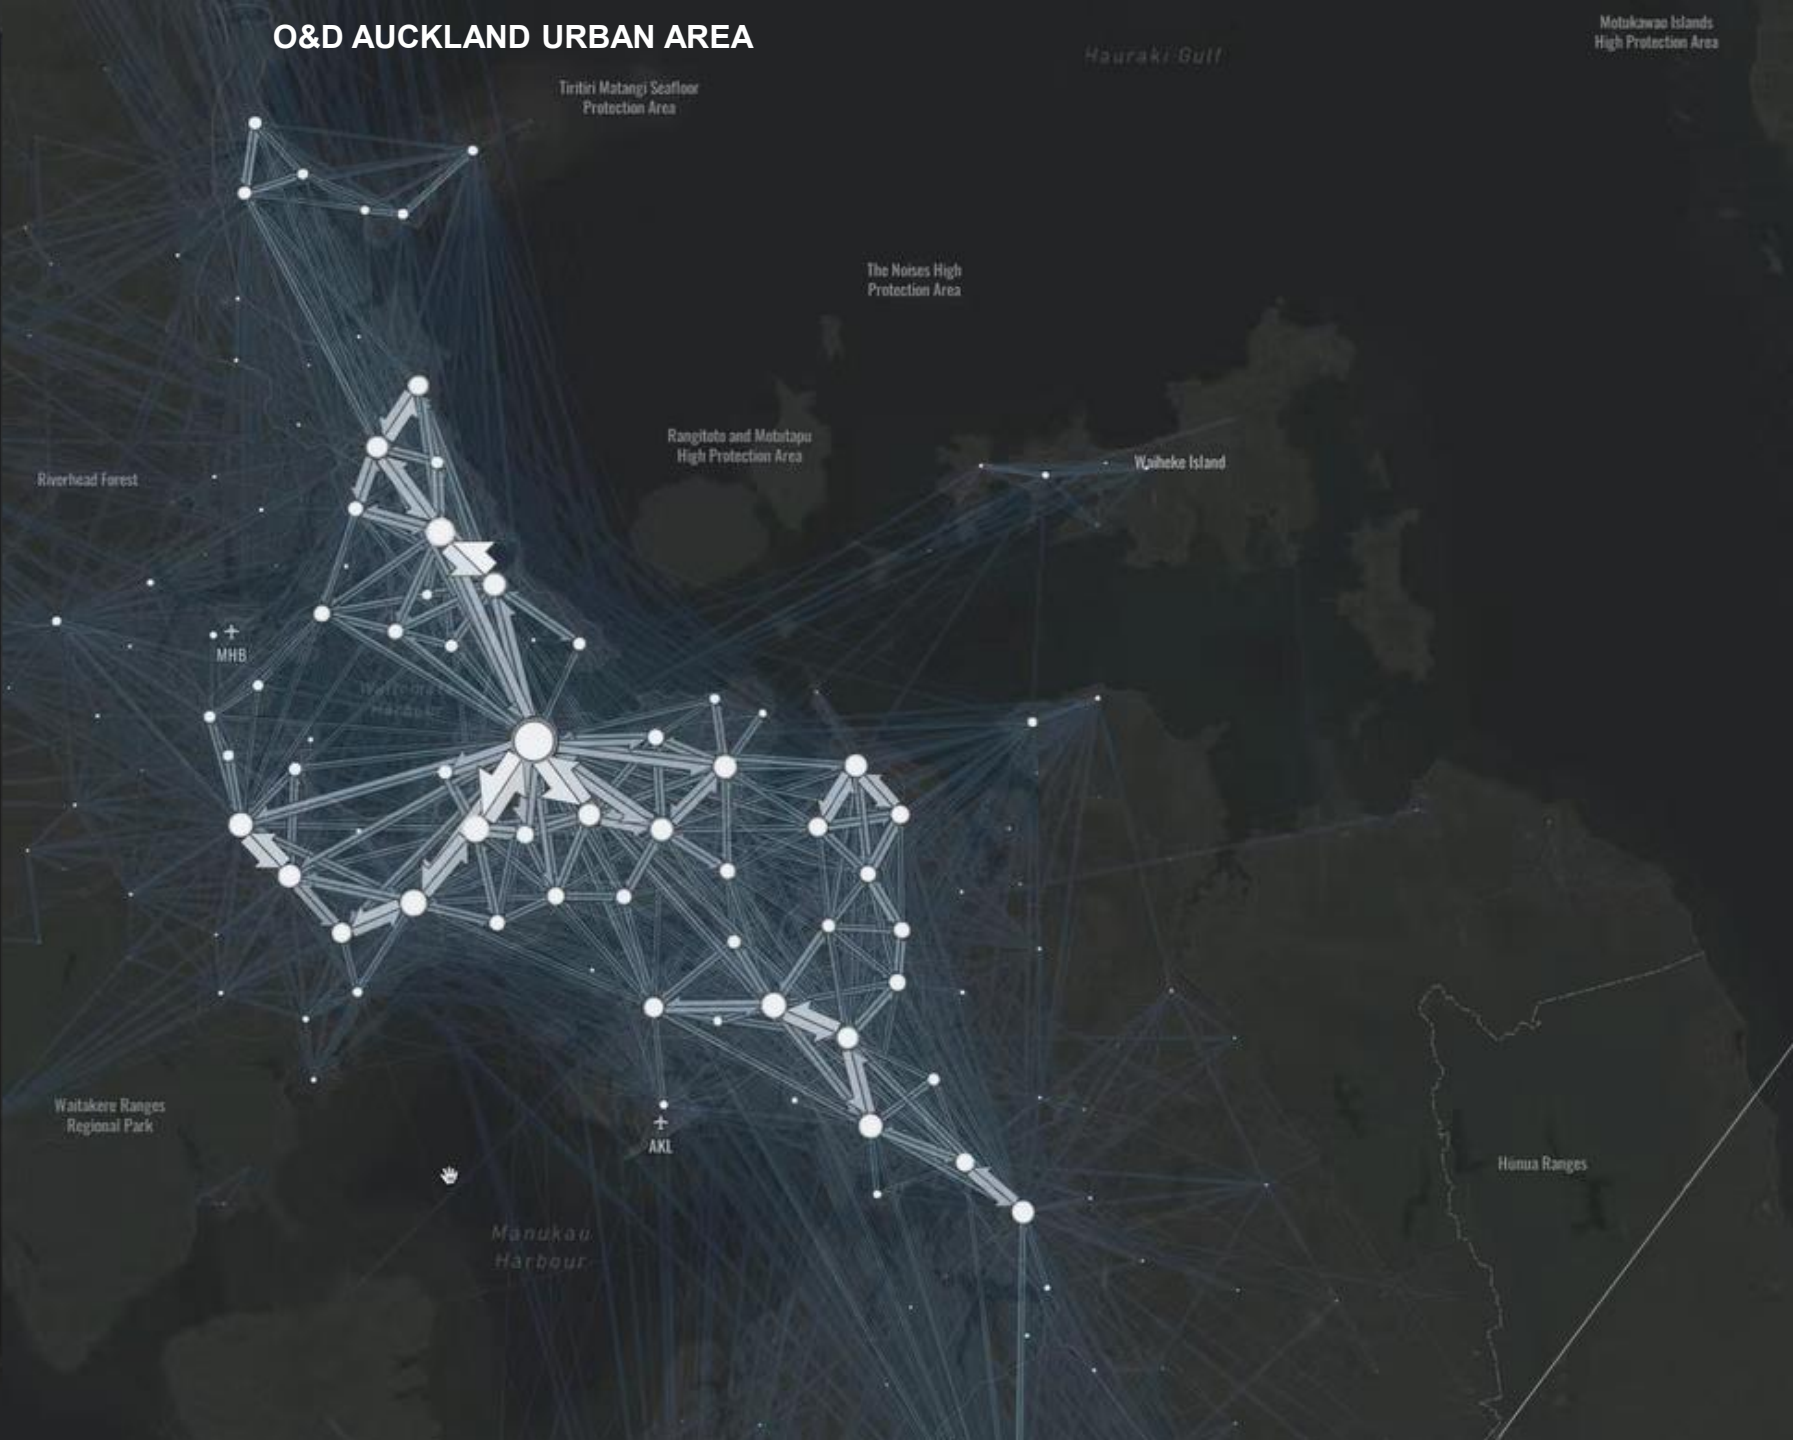 O&D AUCKLAND URBAN AREA
Motukawao Islands
High Protection Area
Hauraki Gulf
Tiritiri Matangi Seafloor
Protection Area
The Noises High
Protection Area
Rangitoto and Motutapu
High Protection Area
Waiheke Island
Riverhead Forest
MHB
Waitemata
Harbour
Waitakere Ranges
Regional Park
AKL
Hunua Ranges
Manukau
Harbour